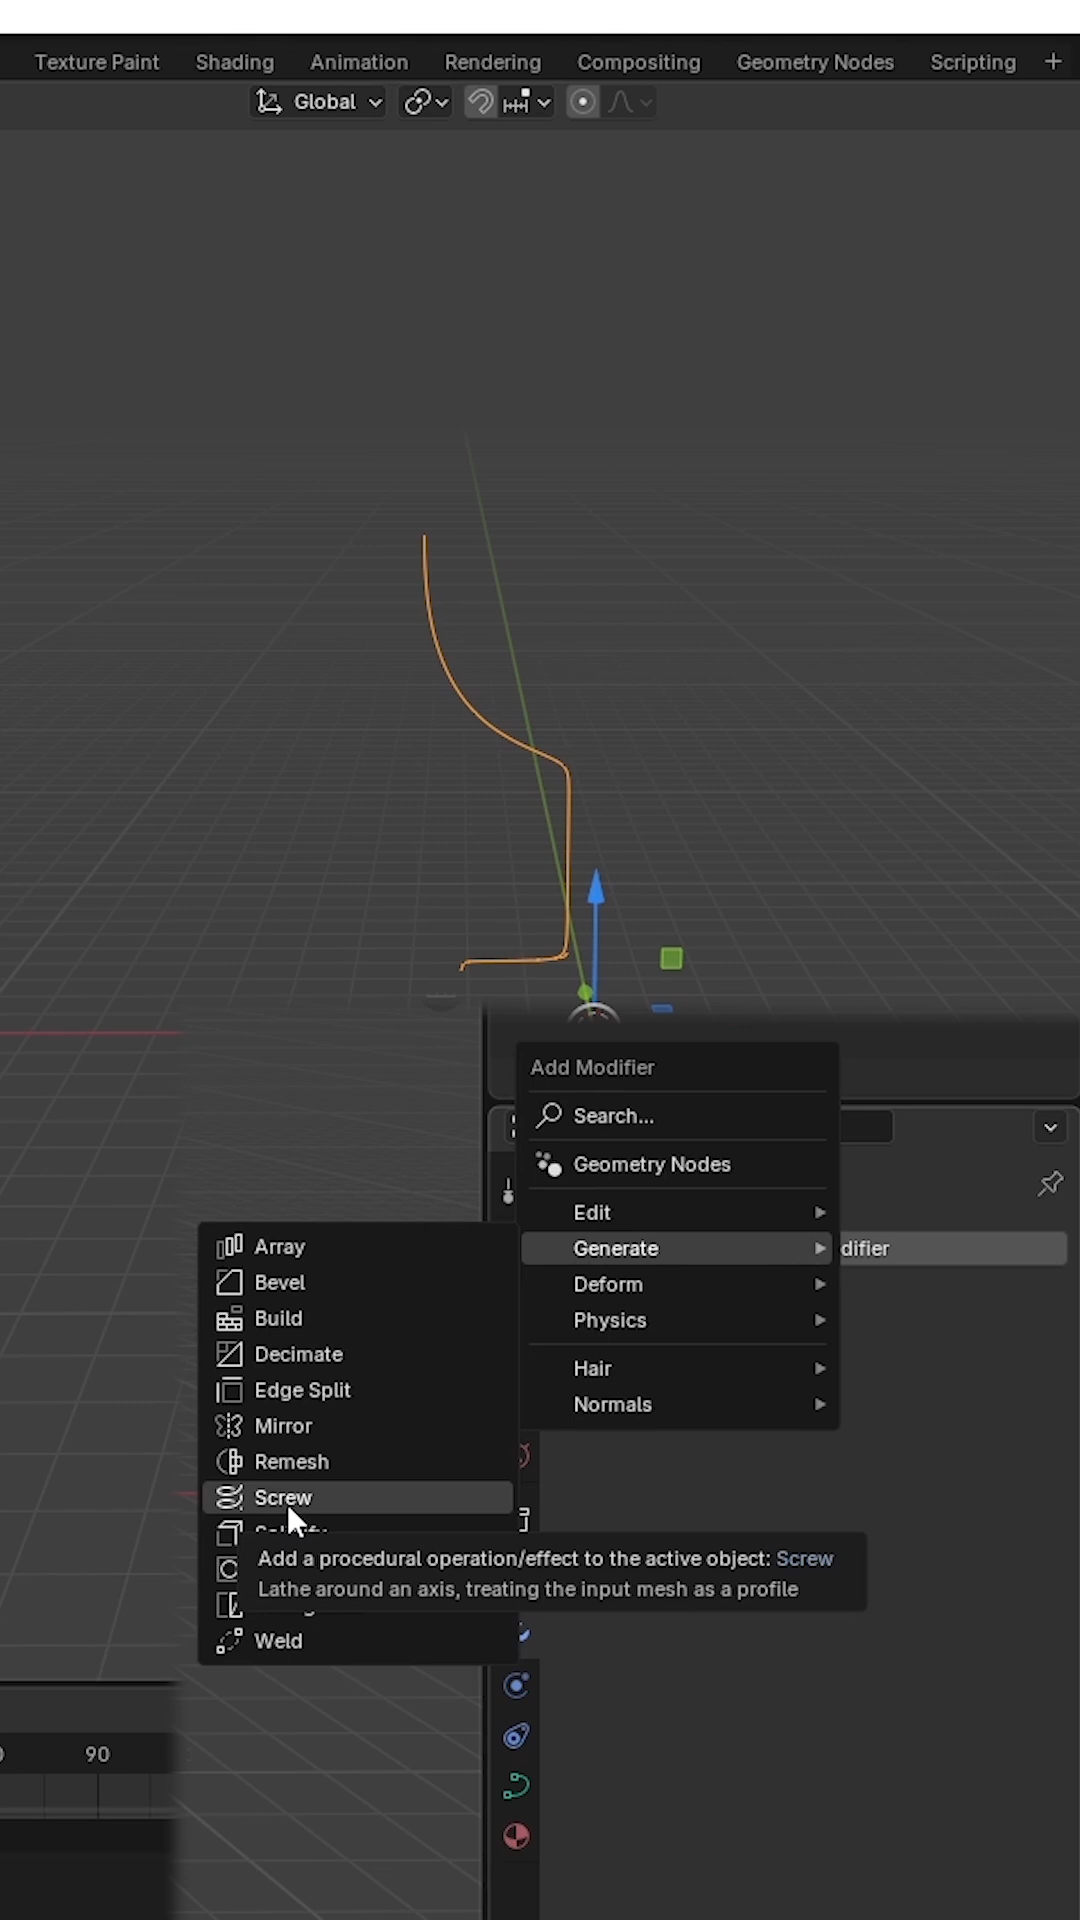 Texture Paint Shading Animation Rendering Compositing Geometry Nodes Scripting +
Global
Add Modifier
Search...
Geometry Nodes
Edit
Generate
difier
Deform
Physics
Hair
Normals
Array
Bevel
Build
Decimate
Edge Split
Mirror
Remesh
Screw
Add a procedural operation/effect to the active object: Screw
Lathe around an axis, treating the input mesh as a profile
Weld
90